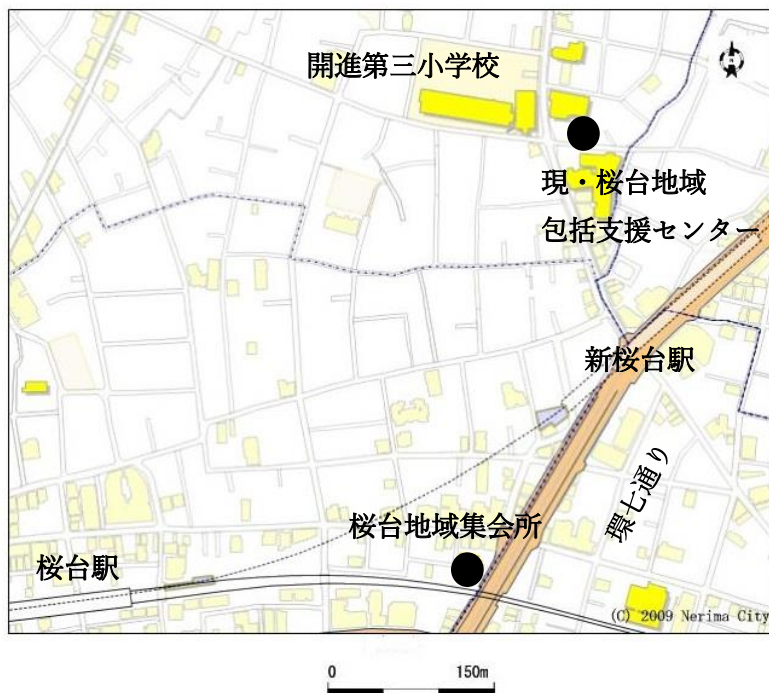 開進第三小学校
現・桜台地域
包括支援センター
新桜台駅
環七通り
桜台地域集会所
桜台駅
(C) 2009 Nerima City
0 150m